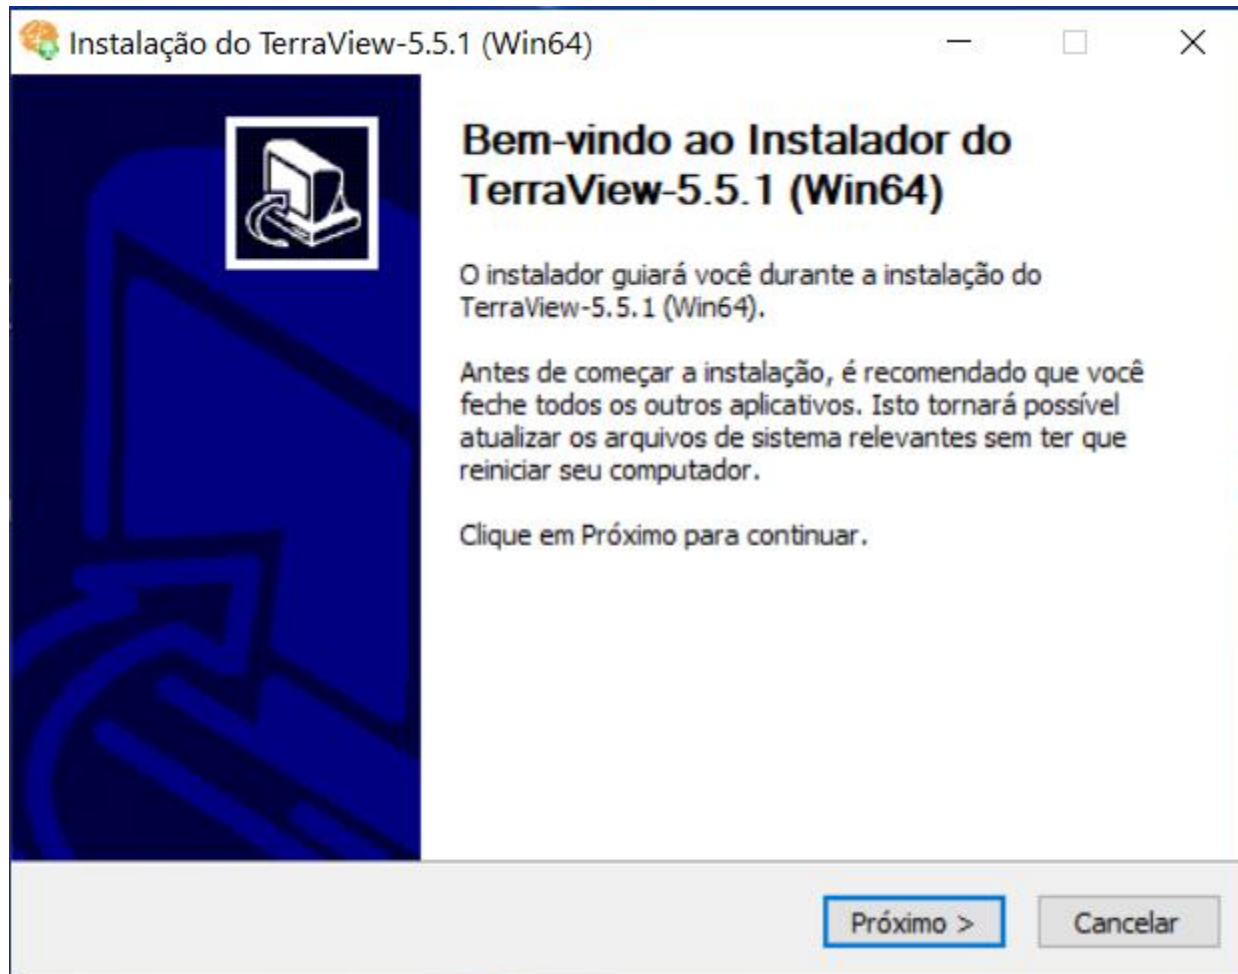 Instalação do TerraView-5.5.1 (Win64)
Bem-vindo ao Instalador do
TerraView-5.5.1 (Win64)
O instalador guiará você durante a instalação do
TerraView-5.5.1 (Win64).
Antes de começar a instalação, é recomendado que você
feche todos os outros aplicativos. Isto tornará possível
atualizar os arquivos de sistema relevantes sem ter que
reiniciar seu computador.
Clique em Próximo para continuar.
Próximo >
Cancelar